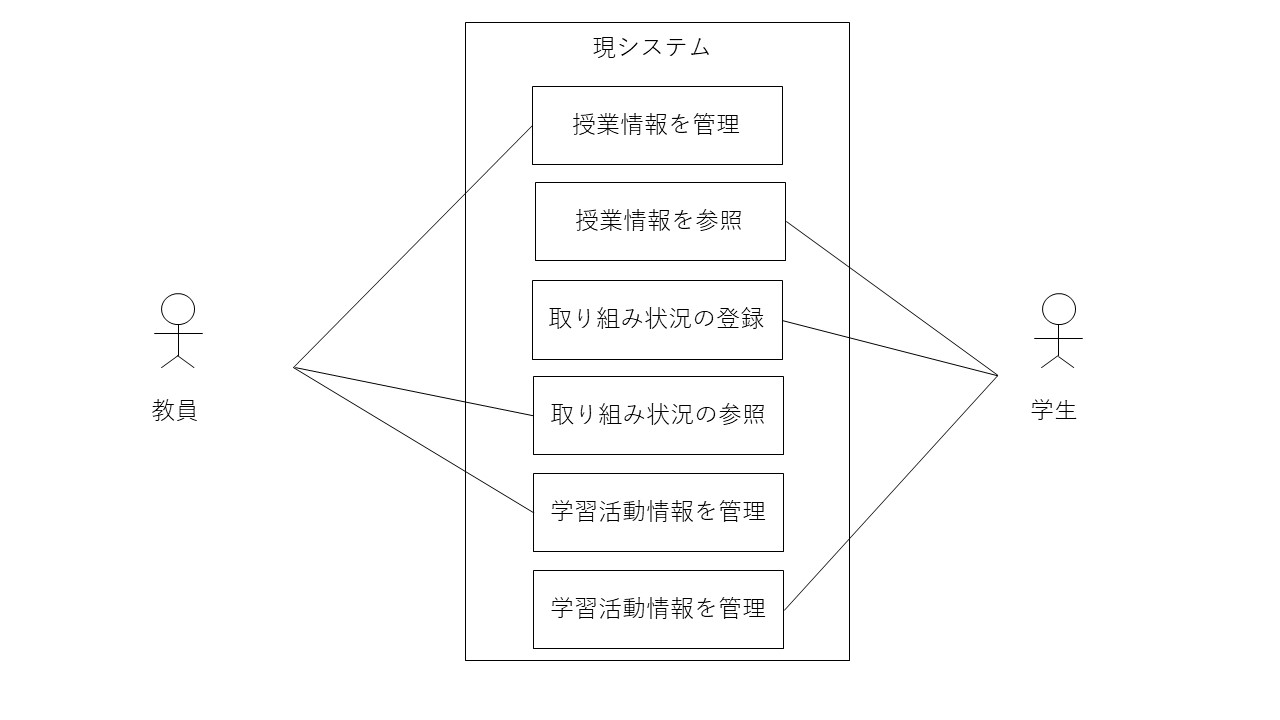 現システム
授業情報を管理
授業情報を参照
取り組み状況の登録
取り組み状況の参照
学習活動情報を管理
学習活動情報を管理
教員
学生